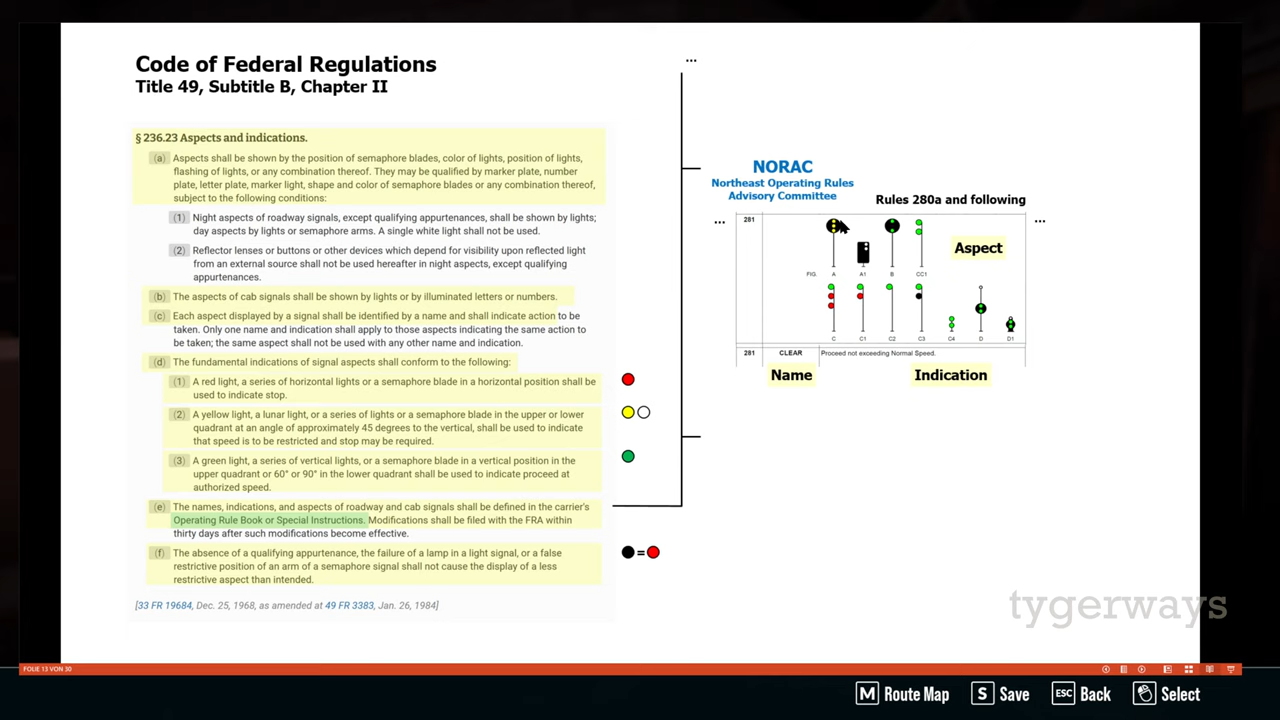 Code of Federal Regulations
Title 49, Subtitle B, Chapter II
§ 236.23 Aspects and indications.
(a) Aspects shall be shown by the position of semaphore blades, color of lights, position of lights,
flashing of lights, or any combination thereof. They may be qualified by marker plate, number
plate, letter plate, marker light, shape and color of semaphore blades or any combination thereof,
subject to the following conditions:
(1) Night aspects of roadway signals, except qualifying appurtenances, shall be shown by lights;
day aspects by lights or semaphore arms. A single white light shall not be used.
(2) Reflector lenses or buttons or other devices which depend for visibility upon reflected light
from an external source shall not be used hereafter in night aspects, except qualifying
appurtenances.
(b) The aspects of cab signals shall be shown by lights or by illuminated letters or numbers.
(c) Each aspect displayed by a signal shall be identified by a name and shall indicate action to be
taken. Only one name and indication shall apply to those aspects indicating the same action to
be taken; the same aspect shall not be used with any other name and indication.
(d) The fundamental indications of signal aspects shall conform to the following:
(1) A red light, a series of horizontal lights or a semaphore blade in a horizontal position shall be
used to indicate stop.
(2) A yellow light, a lunar light, or a series of lights or a semaphore blade in the upper or lower
quadrant at an angle of approximately 45 degrees to the vertical, shall be used to indicate
that speed is to be restricted and stop may be required.
(3) A green light, a series of vertical lights, or a semaphore blade in a vertical position in the
upper quadrant or 60° or 90° in the lower quadrant shall be used to indicate proceed at
authorized speed.
(e) The names, indications, and aspects of roadway and cab signals shall be defined in the carrier's
Operating Rule Book or Special Instructions. Modifications shall be filed with the FRA within
thirty days after such modifications become effective.
(f) The absence of a qualifying appurtenance, the failure of a lamp in a light signal, or a false
restrictive position of an arm of a semaphore signal shall not cause the display of a less
restrictive aspect than intended.
[33 FR 19684, Dec. 25, 1968, as amended at 49 FR 3383, Jan. 26, 1984]
...
=
NORAC
Northeast Operating Rules
Advisory Committee
Rules 280a and following
... ...
281
Aspect
FIG. A A1 B CC1
C C1 C2 C3 C4 D D1
281 CLEAR Proceed not exceeding Normal Speed.
Name Indication
tygerways
FOLIE 13 VON 30
M Route Map S Save ESC Back Select